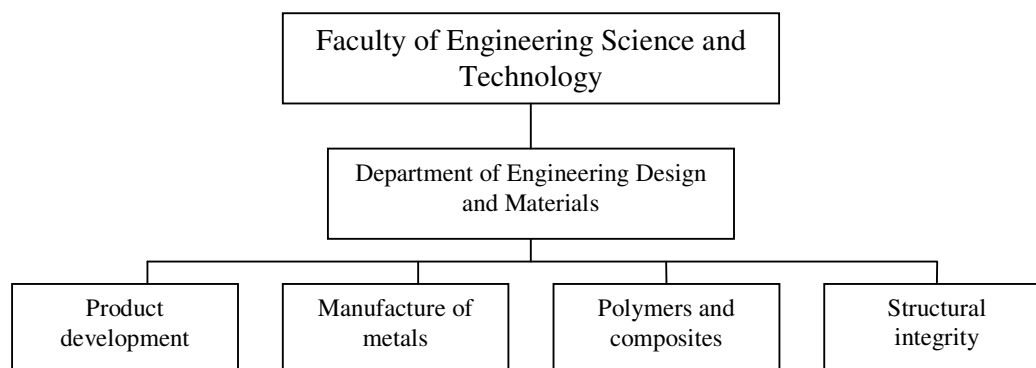 Faculty of Engineering Science and
Technology
Department of Engineering Design
and Materials
Product
development
Manufacture of
metals
Polymers and
composites
Structural
integrity